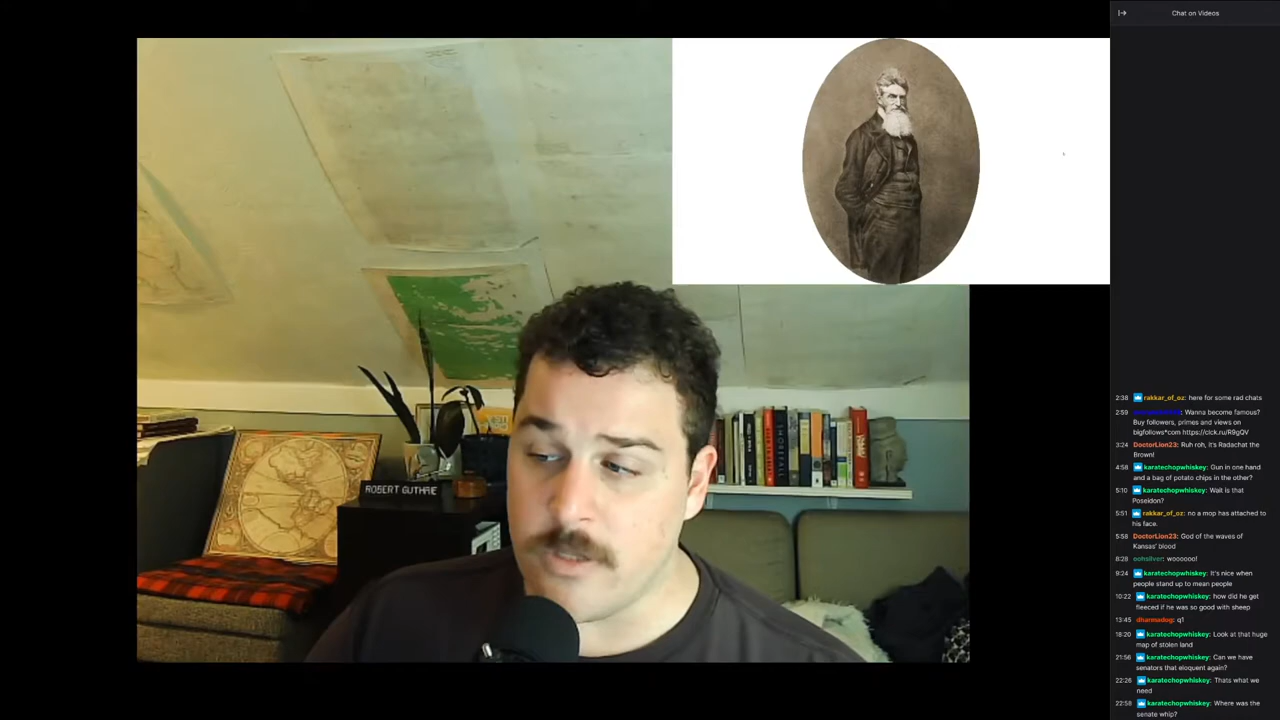 Chat on Videos
2:38 rakkar_of_oz: here for some rad chats
2:59 : Wanna become famous?
Buy followers, primes and views on
bigfollows*com https://clck.ru/R9gQV
3:24 DoctorLion23: Ruh roh, it's Radachat the
Brown!
4:58 karatechopwhiskey: Gun in one hand
and a bag of potato chips in the other?
5:10 karatechopwhiskey: Wait is that
Poseidon?
5:51 rakkar_of_oz: no a mop has attached to
his face.
5:58 DoctorLion23: God of the waves of
Kansas' blood
8:28 oohsilver: woooooo!
9:24 karatechopwhiskey: It's nice when
people stand up to mean people
10:22 karatechopwhiskey: how did he get
fleeced if he was so good with sheep
13:45 dharmadog: q1
18:20 karatechopwhiskey: Look at that huge
map of stolen land
21:56 karatechopwhiskey: Can we have
senators that eloquent again?
22:26 karatechopwhiskey: Thats what we
need
22:58 karatechopwhiskey: Where was the
senate whip?
ROBERT GUTHRIE
SHOREFALL